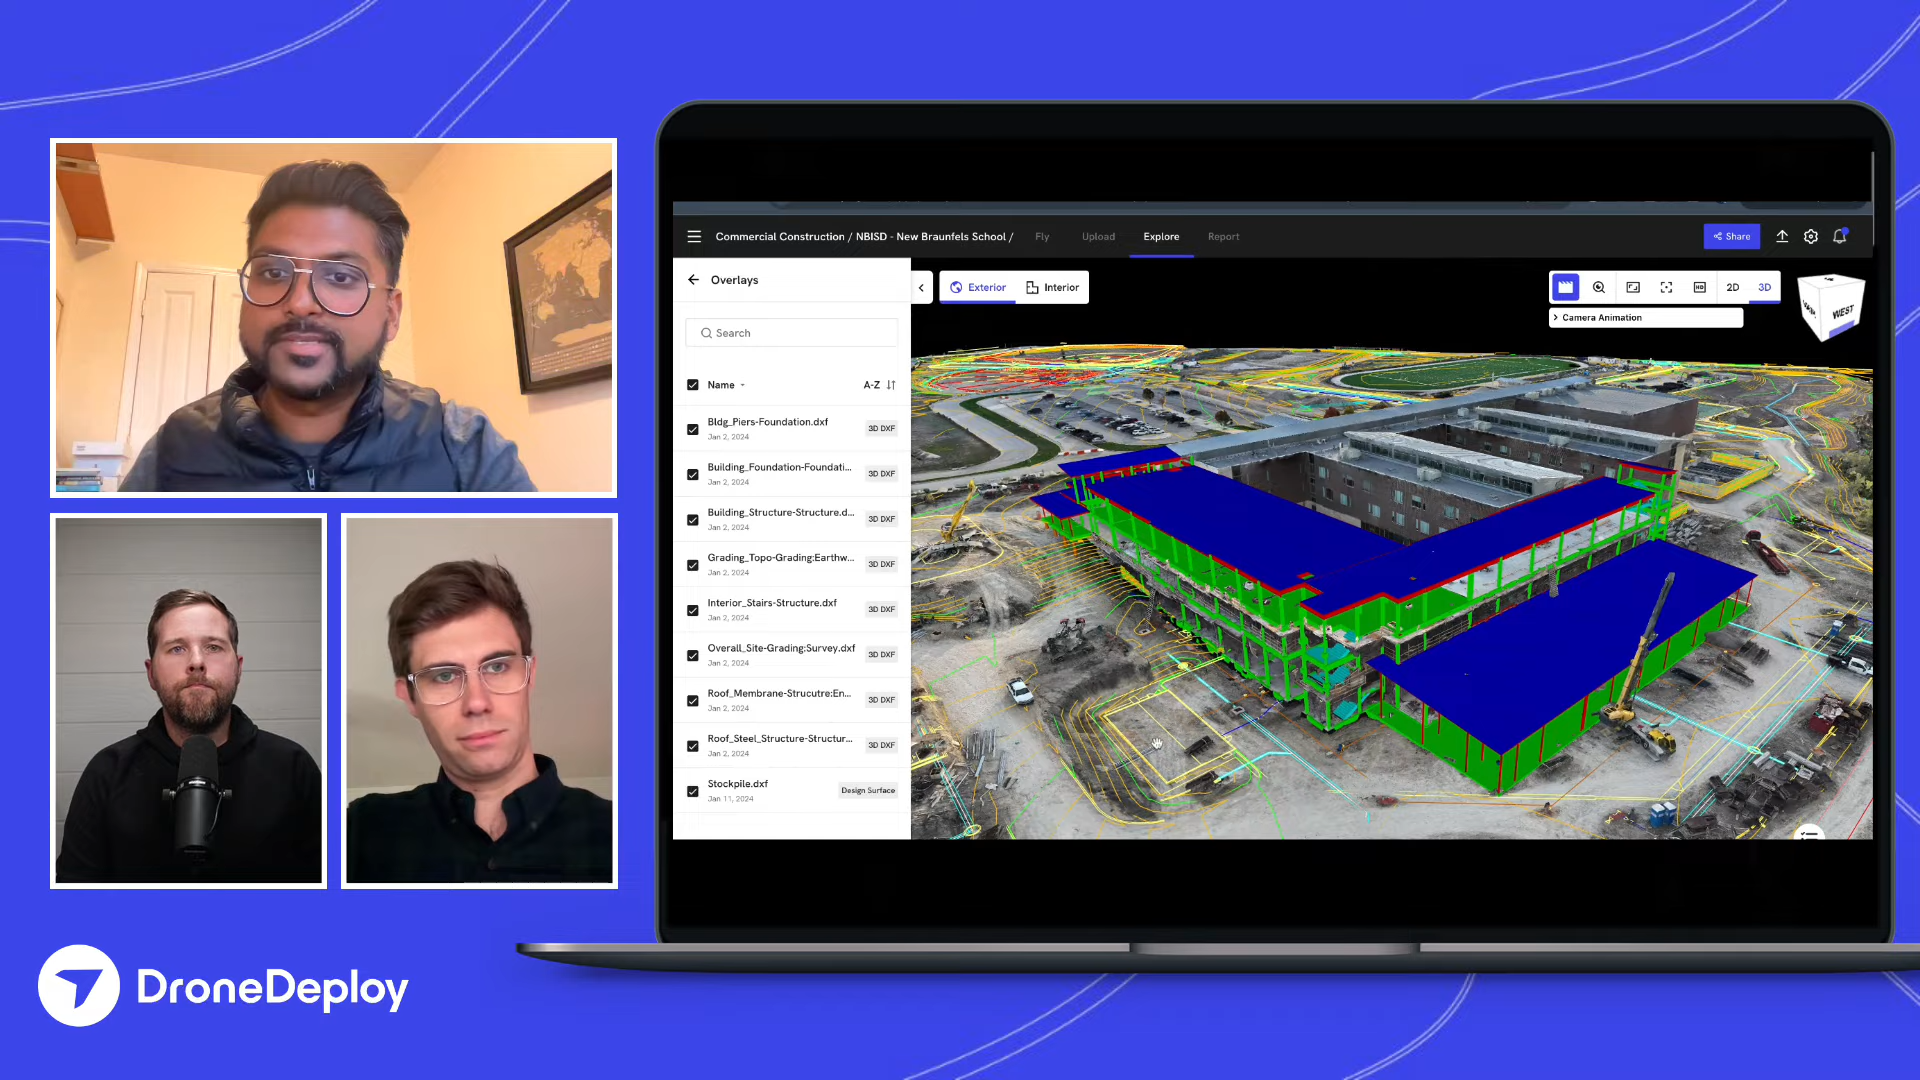 Commercial Construction / NBISD - New Braunfels School /
Fly
Upload
Explore
Report
Share
Overlays
Exterior
Interior
HD
2D
3D
Camera Animation
WEST
Search
Name
A-Z
Bldg_Piers-Foundation.dxf
Jan 2, 2024
3D DXF
Building_Foundation-Foundati...
Jan 2, 2024
3D DXF
Building_Structure-Structure.d...
Jan 2, 2024
3D DXF
Grading_Topo-Grading:Earthw...
Jan 2, 2024
3D DXF
Interior_Stairs-Structure.dxf
Jan 2, 2024
3D DXF
Overall_Site-Grading:Survey.dxf
Jan 2, 2024
3D DXF
Roof_Membrane-Strucutre:En...
Jan 2, 2024
3D DXF
Roof_Steel_Structure-Structur...
Jan 2, 2024
3D DXF
Stockpile.dxf
Jan 11, 2024
Design Surface
DroneDeploy